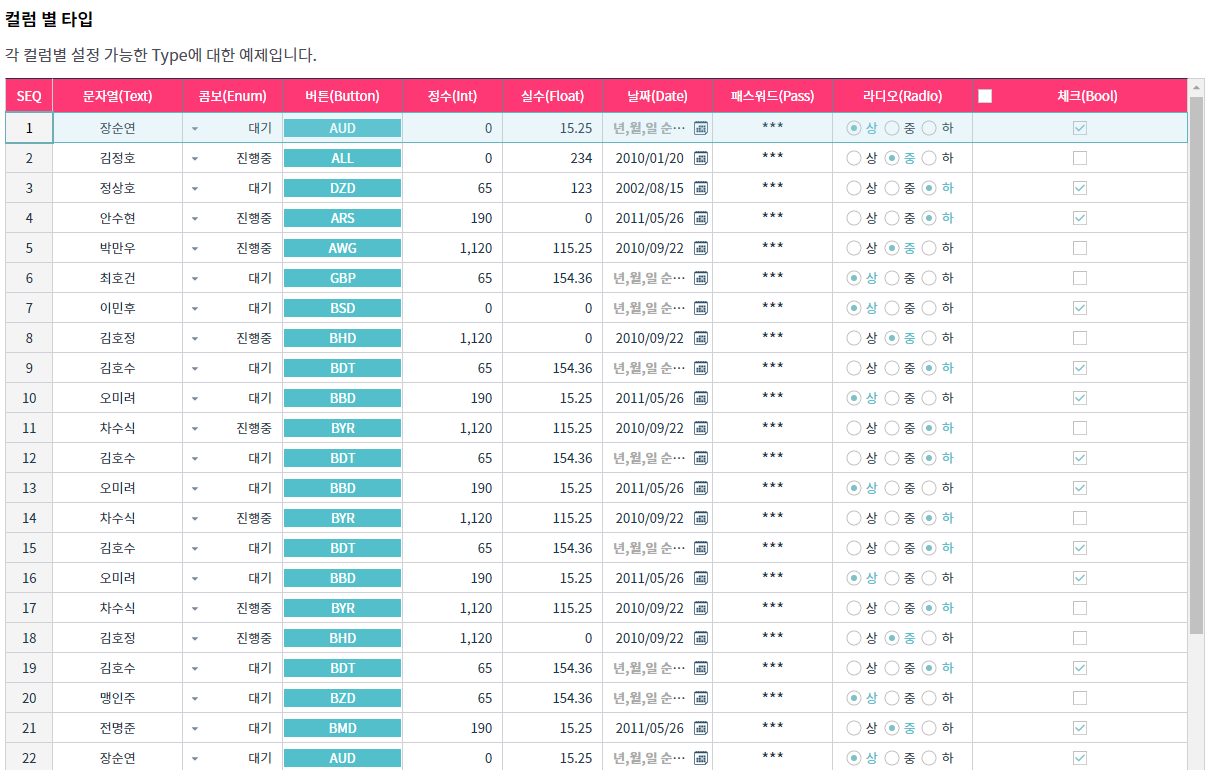 컬럼 별 타입
각 컬럼별 설정 가능한 Type에 대한 예제입니다.
SEQ 문자열(Text) 콤보(Enum) 버튼(Button) 정수(Int) 실수(Float) 날짜(Date) 패스워드(Pass) 라디오(Radio) 체크(Bool)
1 장순연 대기 AUD 0 15.25 년,월,일 순… *** 상 중 하
2 김정호 진행중 ALL 0 234 2010/01/20 *** 상 중 하
3 정상호 대기 DZD 65 123 2002/08/15 *** 상 중 하
4 안수현 진행중 ARS 190 0 2011/05/26 *** 상 중 하
5 박만우 진행중 AWG 1,120 115.25 2010/09/22 *** 상 중 하
6 최호건 대기 GBP 65 154.36 년,월,일 순… *** 상 중 하
7 이민후 대기 BSD 0 0 년,월,일 순… *** 상 중 하
8 김호정 진행중 BHD 1,120 0 2010/09/22 *** 상 중 하
9 김호수 대기 BDT 65 154.36 년,월,일 순… *** 상 중 하
10 오미려 대기 BBD 190 15.25 2011/05/26 *** 상 중 하
11 차수식 진행중 BYR 1,120 115.25 2010/09/22 *** 상 중 하
12 김호수 대기 BDT 65 154.36 년,월,일 순… *** 상 중 하
13 오미려 대기 BBD 190 15.25 2011/05/26 *** 상 중 하
14 차수식 진행중 BYR 1,120 115.25 2010/09/22 *** 상 중 하
15 김호수 대기 BDT 65 154.36 년,월,일 순… *** 상 중 하
16 오미려 대기 BBD 190 15.25 2011/05/26 *** 상 중 하
17 차수식 진행중 BYR 1,120 115.25 2010/09/22 *** 상 중 하
18 김호정 진행중 BHD 1,120 0 2010/09/22 *** 상 중 하
19 김호수 대기 BDT 65 154.36 년,월,일 순… *** 상 중 하
20 맹인주 대기 BZD 65 154.36 년,월,일 순… *** 상 중 하
21 전명준 대기 BMD 190 15.25 2011/05/26 *** 상 중 하
22 장순연 대기 AUD 0 15.25 년,월,일 순… *** 상 중 하